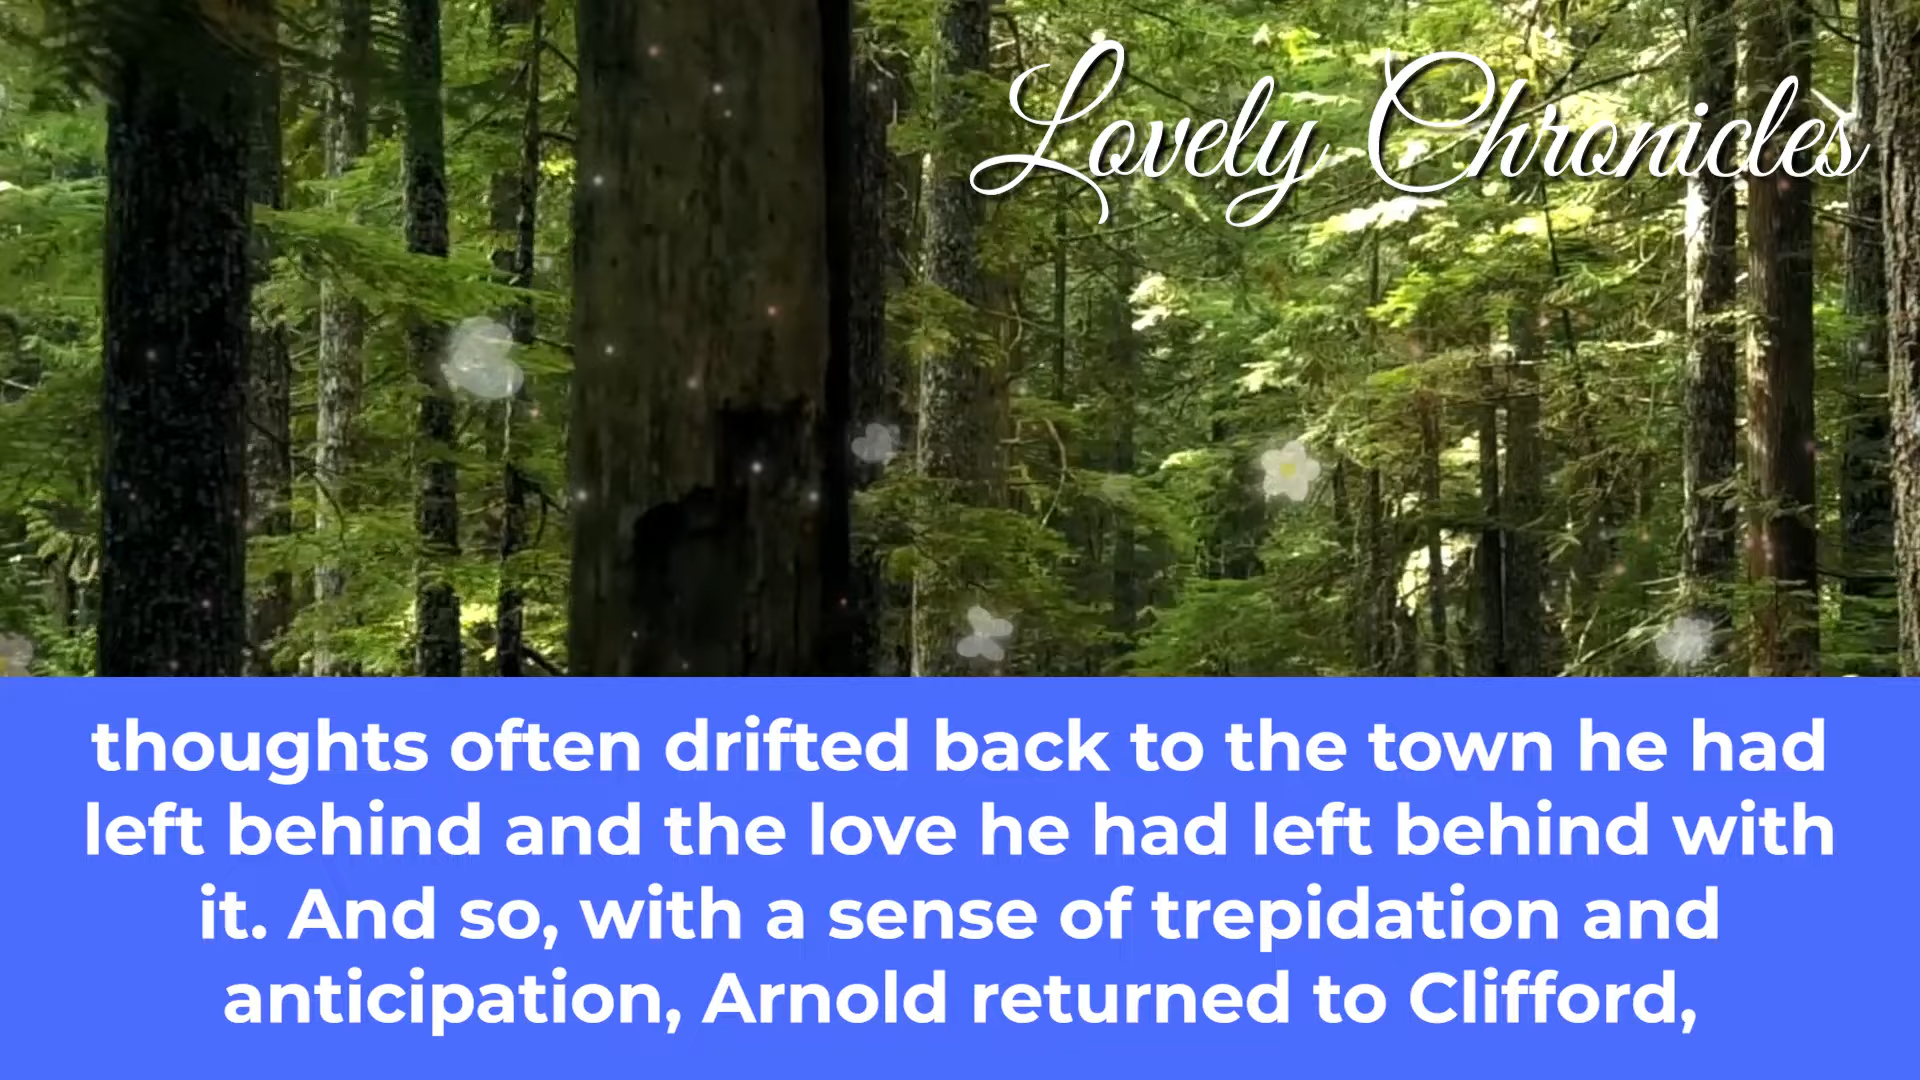 Lovely Chronicles
thoughts often drifted back to the town he had
left behind and the love he had left behind with
it. And so, with a sense of trepidation and
anticipation, Arnold returned to Clifford,